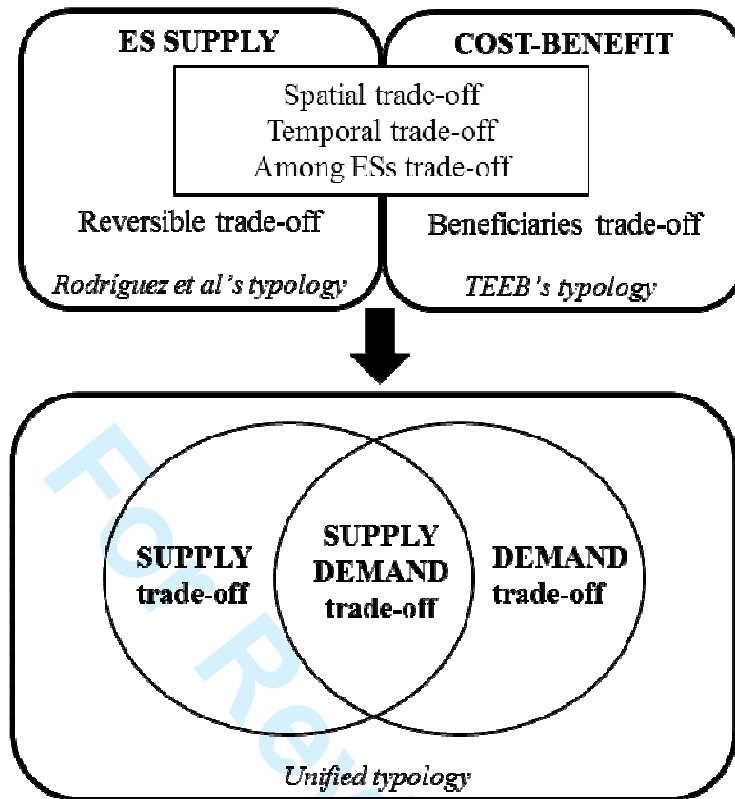 ES SUPPLY
COST-BENEFIT
Spatial trade-off
Temporal trade-off
Among ESs trade-off
Reversible trade-off
Beneficiaries trade-off
Rodríguez et al's typology
TEEB's typology
SUPPLY
trade-off
SUPPLY
DEMAND
trade-off
DEMAND
trade-off
Unified typology
For Rev